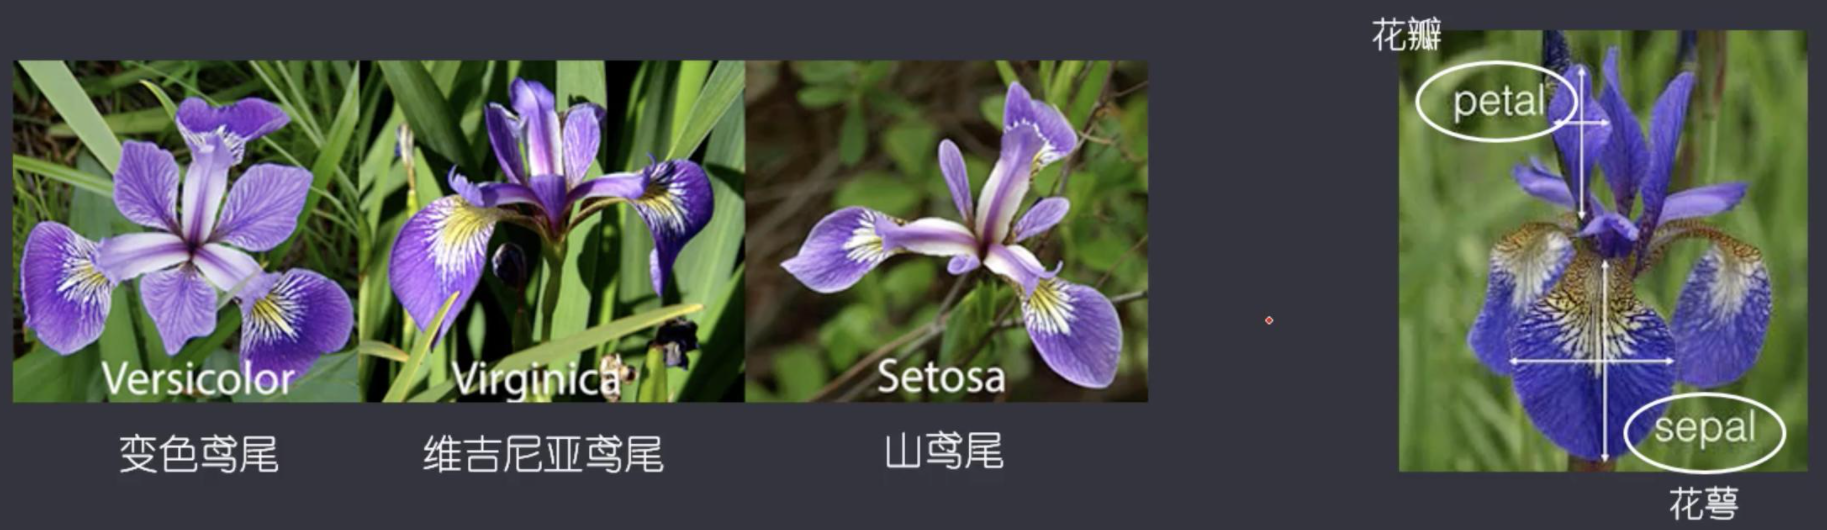 花瓣
petal
Versicolor
Virginica
Setosa
sepal
变色鸢尾
维吉尼亚鸢尾
山鸢尾
花萼